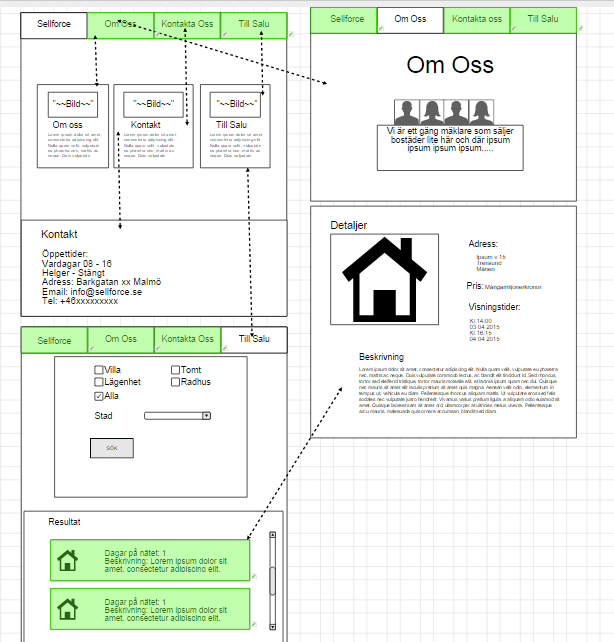 Sellforce
Om Oss
Kontakta Oss
Till Salu
"~~Bild~~"
Om oss
Lorem ipsum dolor sit amet,
consectetur adipiscing elit.
Nulla quam velit, vulputate
eu pharetra nec, mattis ac
neque. Duis vulputate
"~~Bild~~"
Kontakt
Lorem ipsum dolor sit amet,
consectetur adipiscing elit.
Nulla quam velit, vulputate
eu pharetra nec, mattis ac
neque. Duis vulputate
"~~Bild~~"
Till Salu
Lorem ipsum dolor sit amet,
consectetur adipiscing elit.
Nulla quam velit, vulputate
eu pharetra nec, mattis ac
neque. Duis vulputate
Kontakt
Öppettider:
Vardagar 08 - 16
Helger - Stängt
Adress: Barkgatan xx Malmö
Email: info@sellforce.se
Tel: +46xxxxxxxxx
Sellforce
Om Oss
Kontakta Oss
Till Salu
Villa
Tomt
Lägenhet
Radhus
Alla
Stad
SÖK
Resultat
Dagar på nätet: 1
Beskrivning: Lorem ipsum dolor sit
amet, consectetur adipiscing elit.
Dagar på nätet: 1
Beskrivning: Lorem ipsum dolor sit
amet, consectetur adipiscing elit.
Sellforce
Om Oss
Kontakta oss
Till Salu
Om Oss
Vi är ett gäng mäklare som säljer
bostäder lite här och där ipsum
ipsum ipsum ipsum.....
Detaljer
Adress:
Ipsum v 15
Trensund
Månen
Pris: Mångamiljonerkronor
Visningstider:
Kl 14:00
03 04 2015
Kl 16:15
04 04 2015
Beskrivning
Lorem ipsum dolor sit amet, consectetur adipiscing elit. Nulla quam velit, vulputate eu pharetra
nec, mattis ac neque. Duis vulputate commodo lectus, ac blandit elit tincidunt id. Sed rhoncus,
tortor sed eleifend tristique, tortor mauris molestie elit, et lacinia ipsum quam nec dui. Quisque
nec mauris sit amet elit iaculis pretium sit amet quis magna. Aenean velit odio, elementum in
tempus ut, vehicula eu diam. Pellentesque rhoncus aliquam mattis. Ut vulputate eros sed felis
sodales nec vulputate justo hendrerit. Vivamus varius pretium ligula, a aliquam odio euismod sit
amet. Quisque laoreet sem sit amet orci ullamcorper at ultricies metus viverra. Pellentesque
arcu mauris, malesuada quis ornare accumsan, blandit sed diam.